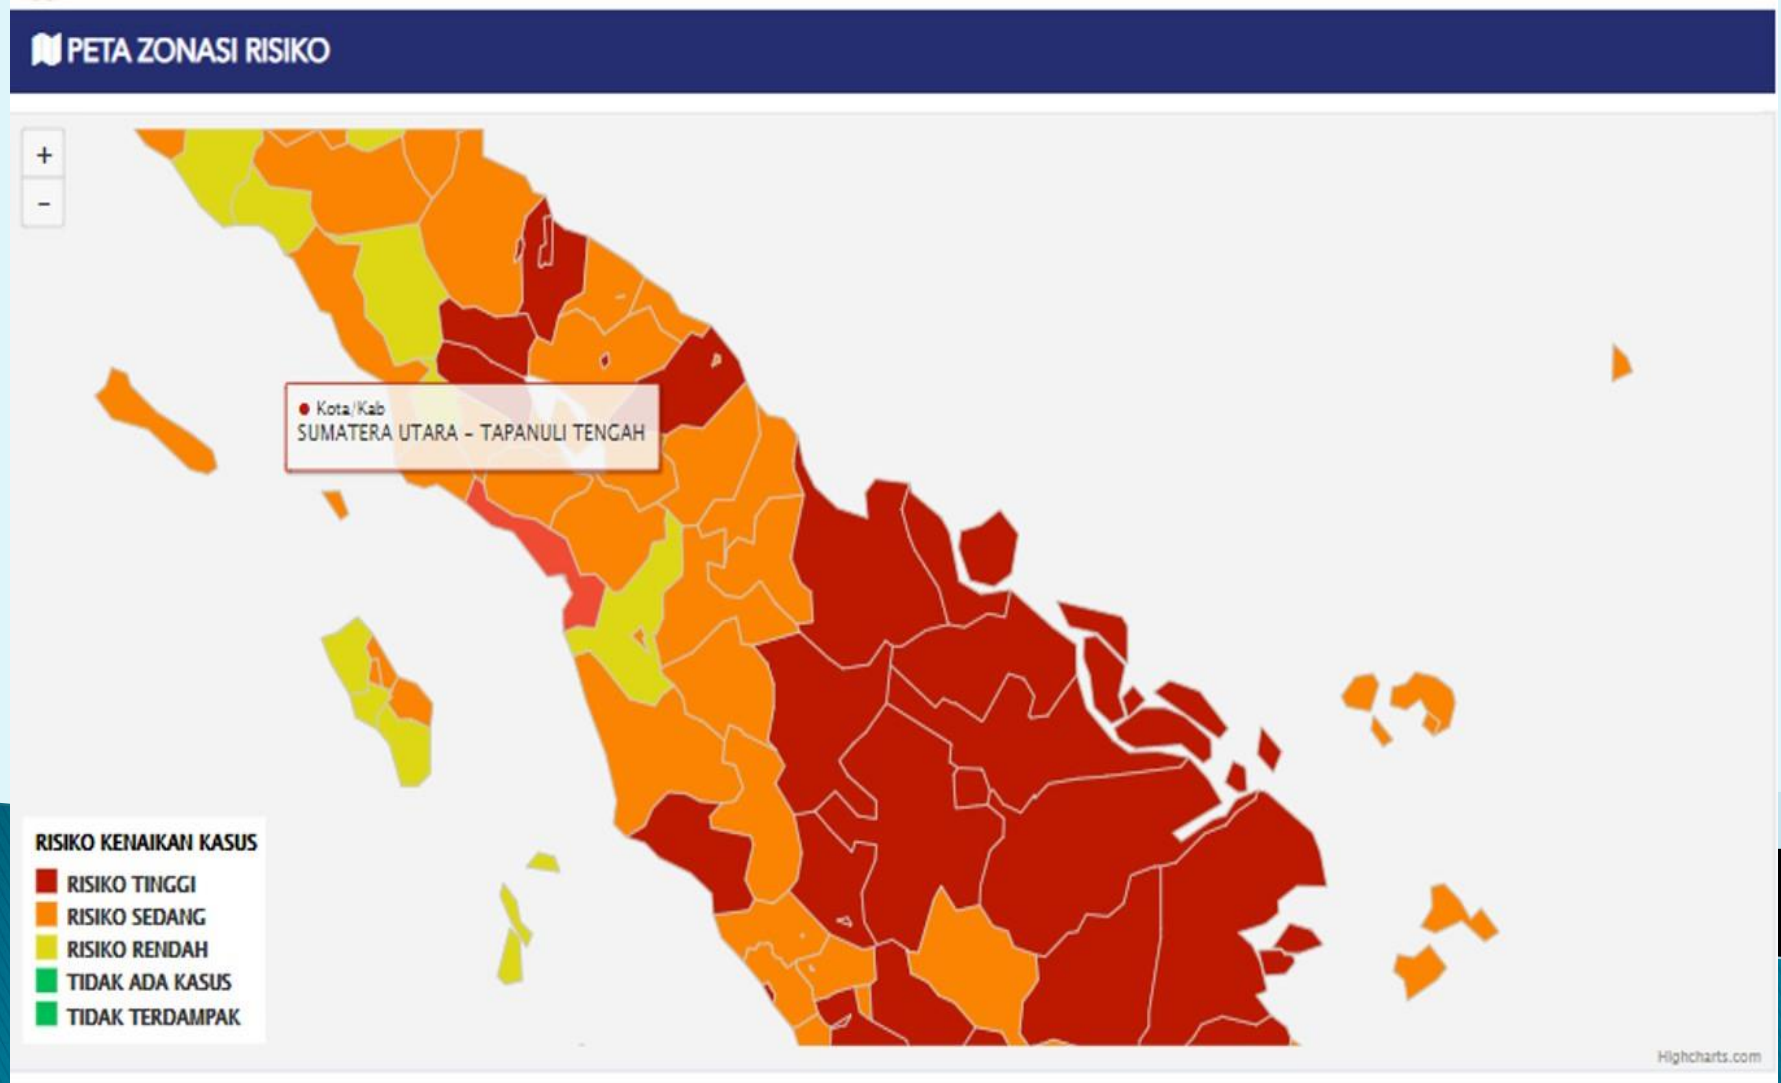 PETA ZONASI RISIKO
+
−
Kota/Kab
SUMATERA UTARA – TAPANULI TENGAH
RISIKO KENAIKAN KASUS
RISIKO TINGGI
RISIKO SEDANG
RISIKO RENDAH
TIDAK ADA KASUS
TIDAK TERDAMPAK
Highcharts.com